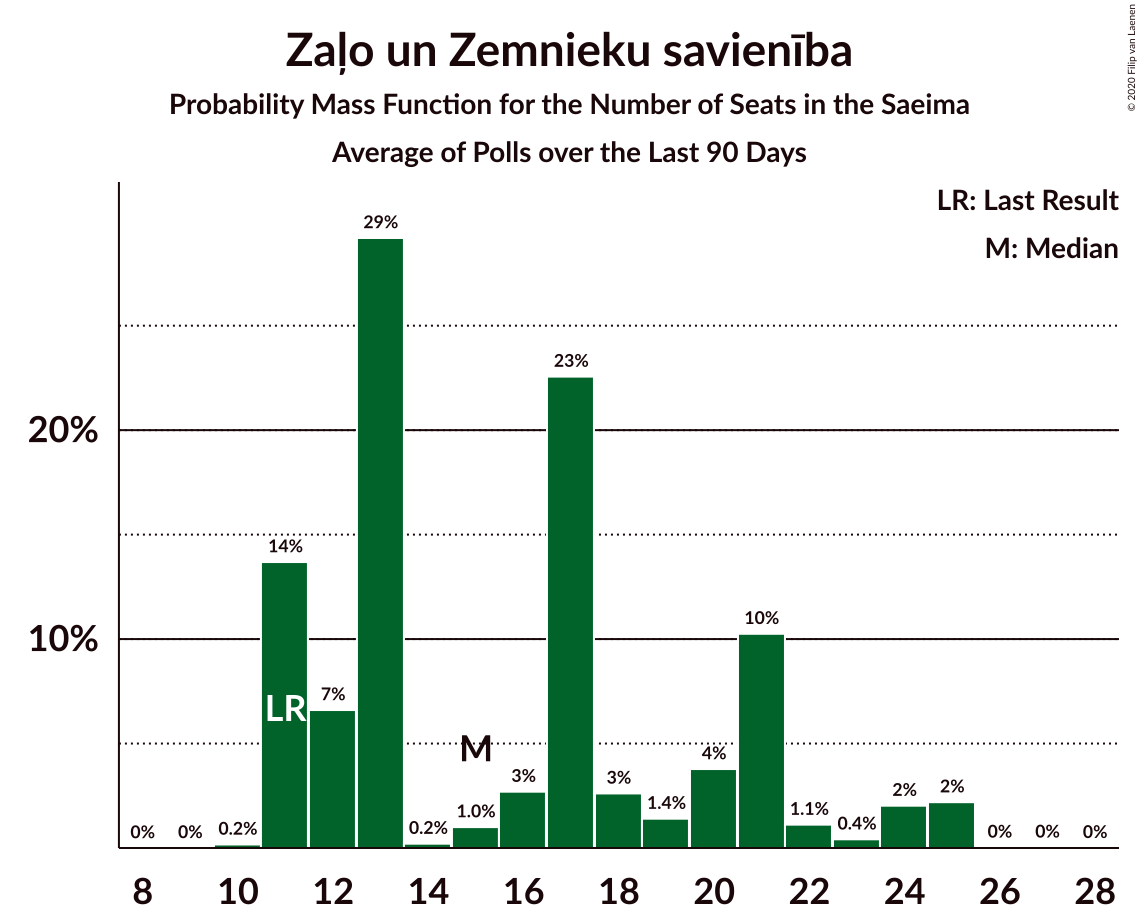 Zaļo un Zemnieku savienība
Probability Mass Function for the Number of Seats in the Saeima
Average of Polls over the Last 90 Days
© 2020 Filip van Laenen
LR: Last Result
M: Median
20%
10%
0%
0%
0.2%
14%
7%
29%
0.2%
1.0%
3%
23%
3%
1.4%
4%
10%
1.1%
0.4%
2%
2%
0%
0%
0%
LR
M
8 10 12 14 16 18 20 22 24 26 28